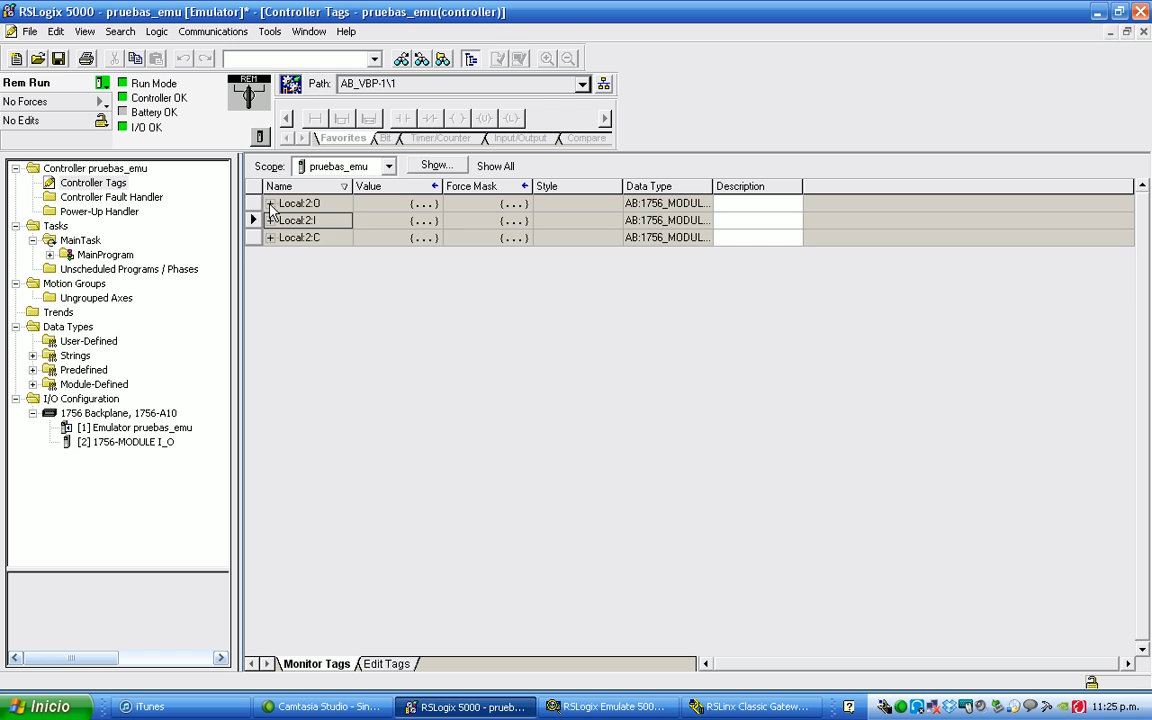 RSLogix 5000 - pruebas_emu [Emulator]* - [Controller Tags - pruebas_emu(controller)]
File Edit View Search Logic Communications Tools Window Help
Rem Run
No Forces
No Edits
Run Mode
Controller OK
Battery OK
I/O OK
REM
Path: AB_VBP-1\1
Favorites Bit Timer/Counter Input/Output Compare
Controller pruebas_emu
Controller Tags
Controller Fault Handler
Power-Up Handler
Tasks
MainTask
MainProgram
Unscheduled Programs / Phases
Motion Groups
Ungrouped Axes
Trends
Data Types
User-Defined
Strings
Predefined
Module-Defined
I/O Configuration
1756 Backplane, 1756-A10
[1] Emulator pruebas_emu
[2] 1756-MODULE I_O
Scope: pruebas_emu Show... Show All
Name Value Force Mask Style Data Type Description
Local:2:O {...} {...} AB:1756_MODUL...
Local:2:I {...} {...} AB:1756_MODUL...
Local:2:C {...} {...} AB:1756_MODUL...
Monitor Tags Edit Tags
Inicio iTunes Camtasia Studio - Sin... RSLogix 5000 - prueb... RSLogix Emulate 500... RSLinx Classic Gatew... 11:25 p.m.